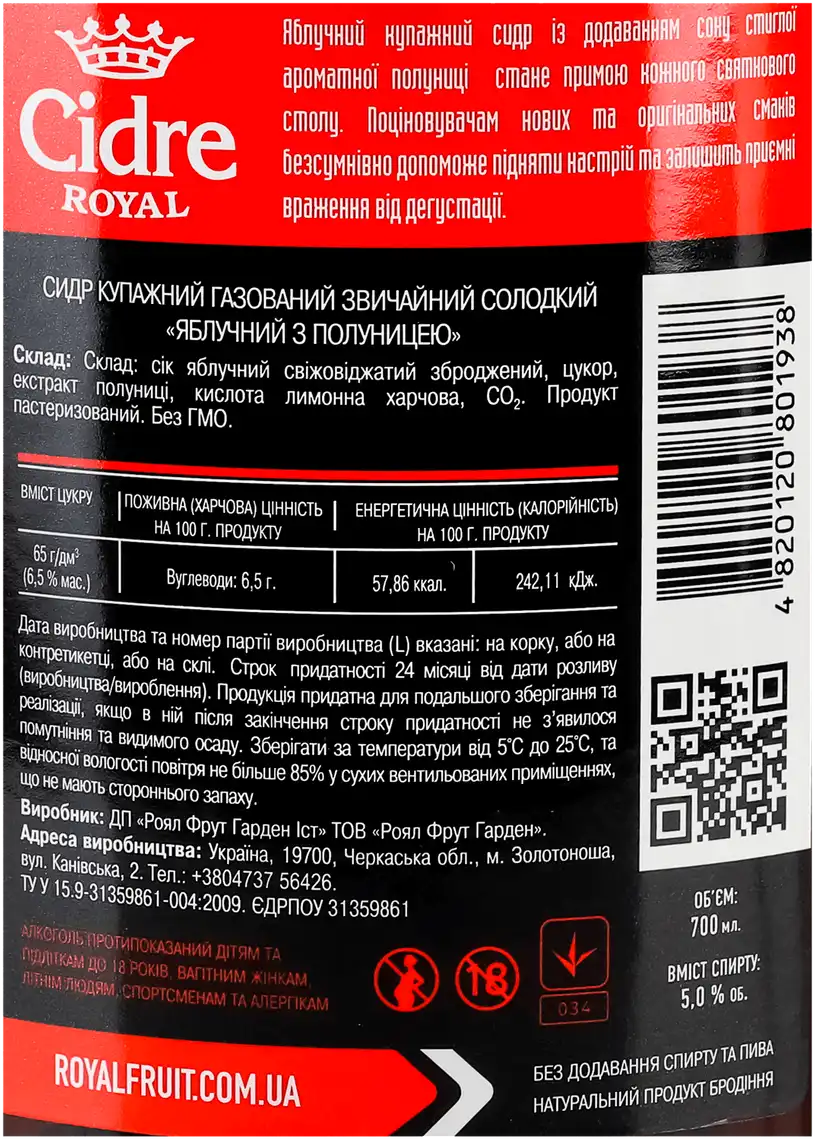 Cidre
ROYAL
Яблучний купажний сидр із додаванням соку стиглої
ароматної полуниці стане примою кожного святкового
столу. Поціновувачам нових та оригінальних смаків
безсумнівно допоможе підняти настрій та залишить приємні
враження від дегустації.
СИДР КУПАЖНИЙ ГАЗОВАНИЙ ЗВИЧАЙНИЙ СОЛОДКИЙ
«ЯБЛУЧНИЙ З ПОЛУНИЦЕЮ»
Склад: Склад: сік яблучний свіжовіджатий зброджений, цукор,
екстракт полуниці, кислота лимонна харчова, CO₂. Продукт
пастеризований. Без ГМО.
ВМІСТ ЦУКРУ
ПОЖИВНА (ХАРЧОВА) ЦІННІСТЬ
НА 100 Г. ПРОДУКТУ
ЕНЕРГЕТИЧНА ЦІННІСТЬ (КАЛОРІЙНІСТЬ)
НА 100 Г. ПРОДУКТУ
65 г/дм³
(6,5 % мас.)
Вуглеводи: 6,5 г.
57,86 ккал.
242,11 кДж.
Дата виробництва та номер партії виробництва (L) вказані: на корку, або на
контретикетці, або на склі. Строк придатності 24 місяці від дати розливу
(виробництва/вироблення). Продукція придатна для подальшого зберігання та
реалізації, якщо в ній після закінчення строку придатності не з’явилося
помутніння та видимого осаду. Зберігати за температури від 5°С до 25°С, та
відносної вологості повітря не більше 85% у сухих вентильованих приміщеннях,
що не мають стороннього запаху.
Виробник: ДП «Роял Фрут Гарден Іст» ТОВ «Роял Фрут Гарден».
Адреса виробництва: Україна, 19700, Черкаська обл., м. Золотоноша,
вул. Канівська, 2. Тел.: +3804737 56426.
ТУ У 15.9-31359861-004:2009. ЄДРПОУ 31359861
АЛКОГОЛЬ ПРОТИПОКАЗАНИЙ ДІТЯМ ТА
ПІДЛІТКАМ ДО 18 РОКІВ, ВАГІТНИМ ЖІНКАМ,
ЛІТНІМ ЛЮДЯМ, СПОРТСМЕНАМ ТА АЛЕРГІКАМ
18
034
4 820120 801938
ОБ’ЄМ:
700 мл.
ВМІСТ СПИРТУ:
5,0 % об.
ROYALFRUIT.COM.UA
БЕЗ ДОДАВАННЯ СПИРТУ ТА ПИВА
НАТУРАЛЬНИЙ ПРОДУКТ БРОДІННЯ